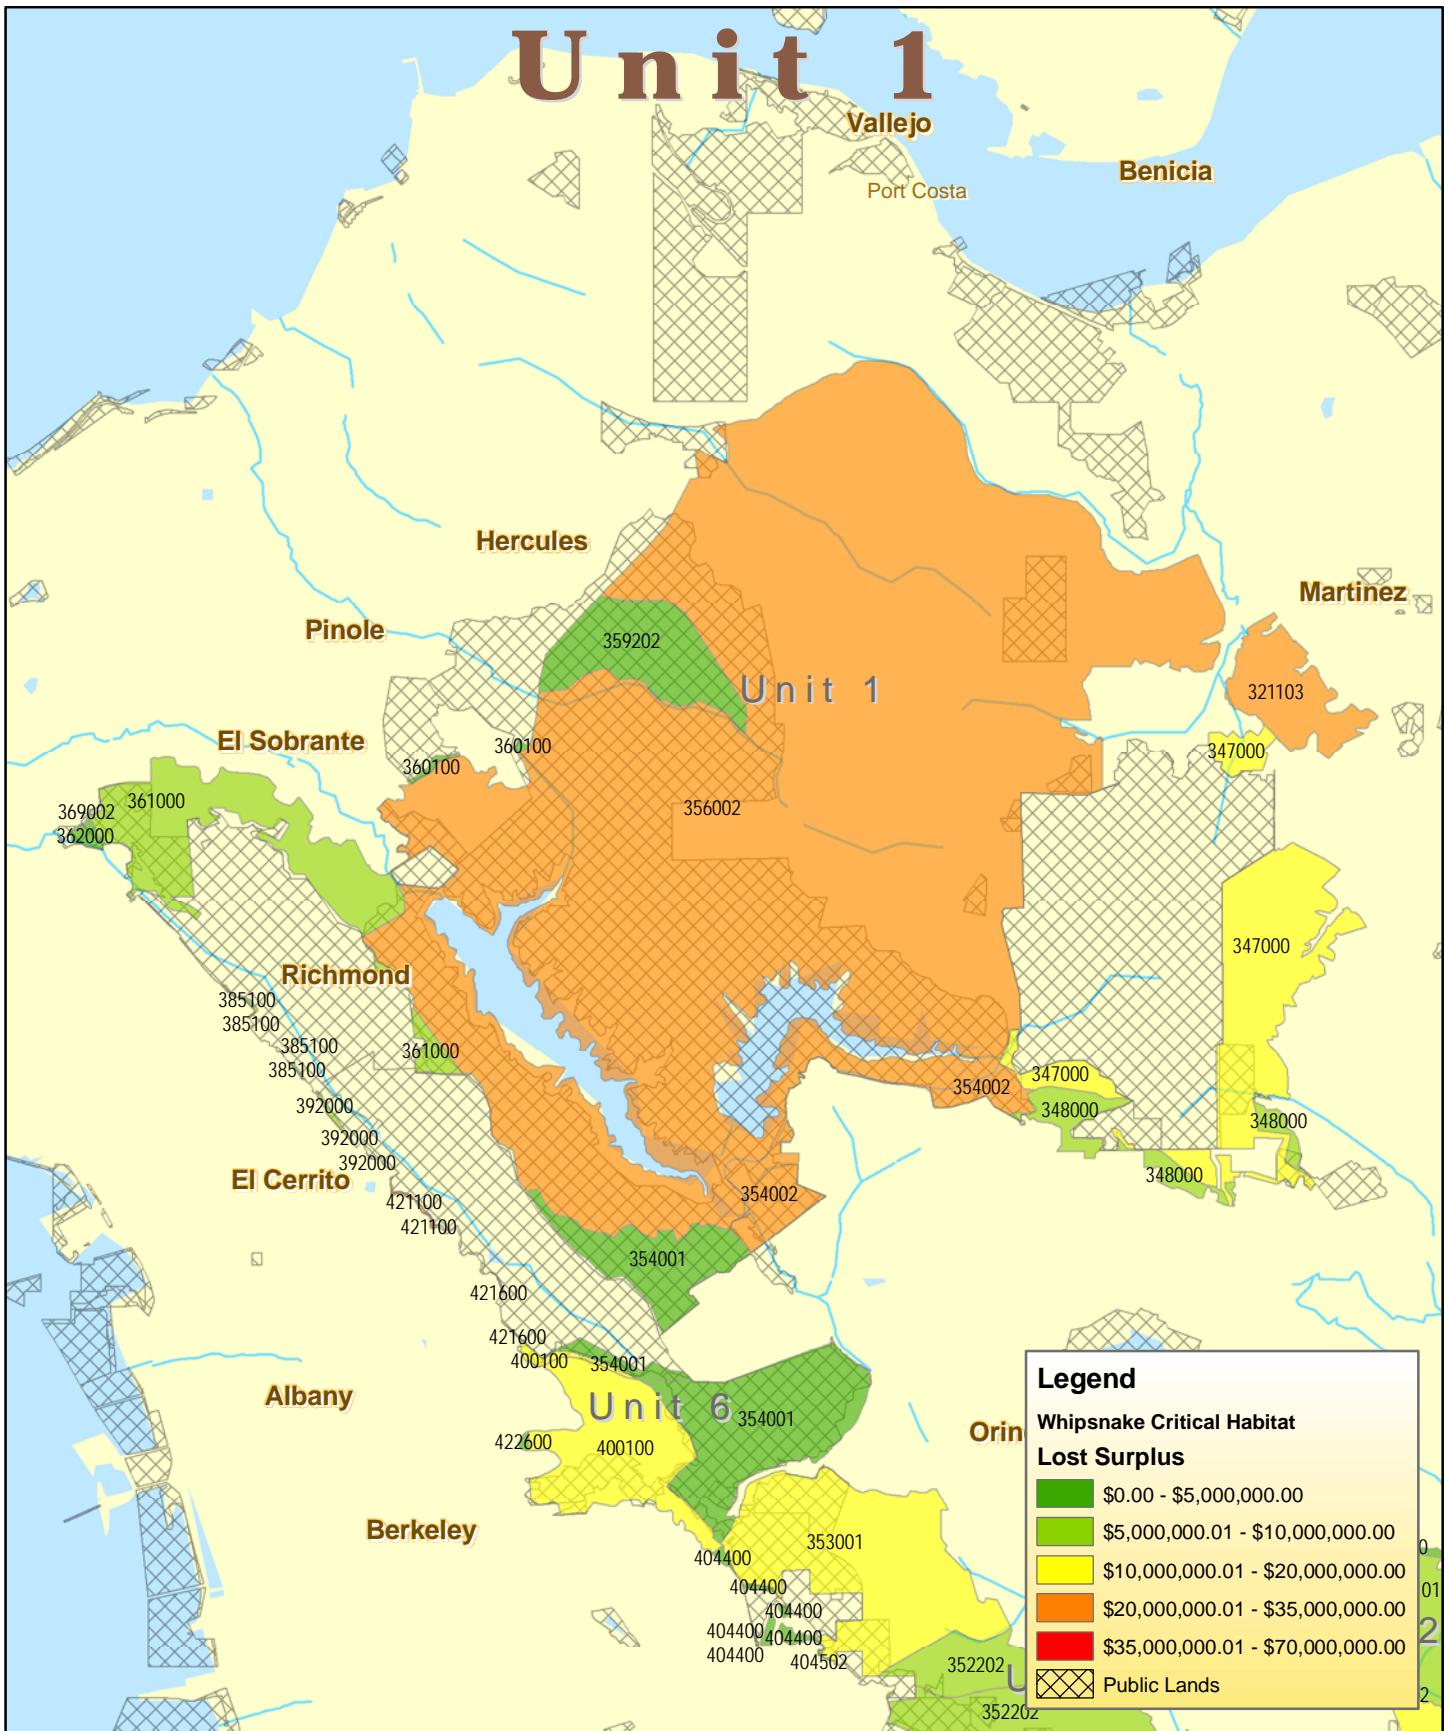 Unit 1
Vallejo
Benicia
Port Costa
Hercules
Martinez
Pinole
359202
Unit 1
321103
El Sobrante
360100
347000
360100
361000
356002
369002
362000
347000
Richmond
385100
385100
385100
361000
385100
347000
354002
392000
348000
348000
392000
392000
El Cerrito
348000
354002
421100
421100
354001
421600
421600
400100
354001
Albany
Unit 6
354001
422600
400100
Orin
Berkeley
353001
404400
404400
404400
404400
404400
404400
404502
352202
U
352202
Legend
Whipsnake Critical Habitat
Lost Surplus
$0.00 - $5,000,000.00
$5,000,000.01 - $10,000,000.00
$10,000,000.01 - $20,000,000.00
$20,000,000.01 - $35,000,000.00
$35,000,000.01 - $70,000,000.00
Public Lands
0
01
2
2